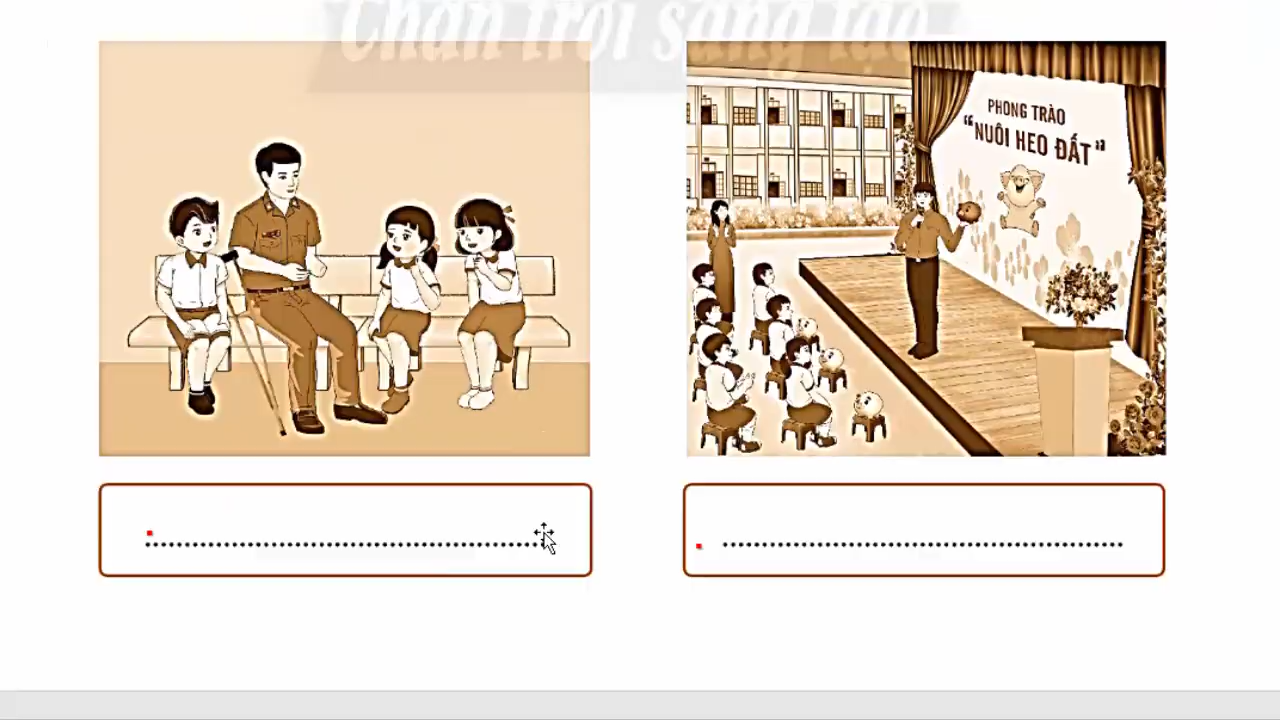 Chân trời sáng tạo
PHONG TRÀO
"NUÔI HEO ĐẤT"